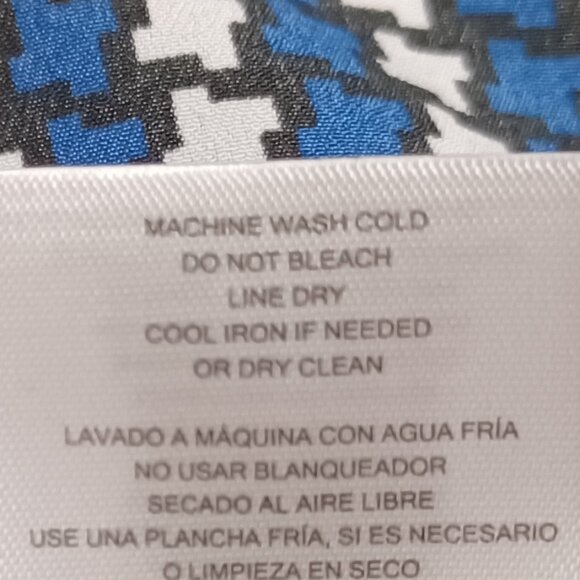 MACHINE WASH COLD
DO NOT BLEACH
LINE DRY
COOL IRON IF NEEDED
OR DRY CLEAN
LAVADO A MÁQUINA CON AGUA FRÍA
NO USAR BLANQUEADOR
SECADO AL AIRE LIBRE
USE UNA PLANCHA FRÍA, SI ES NECESARIO
O LIMPIEZA EN SECO